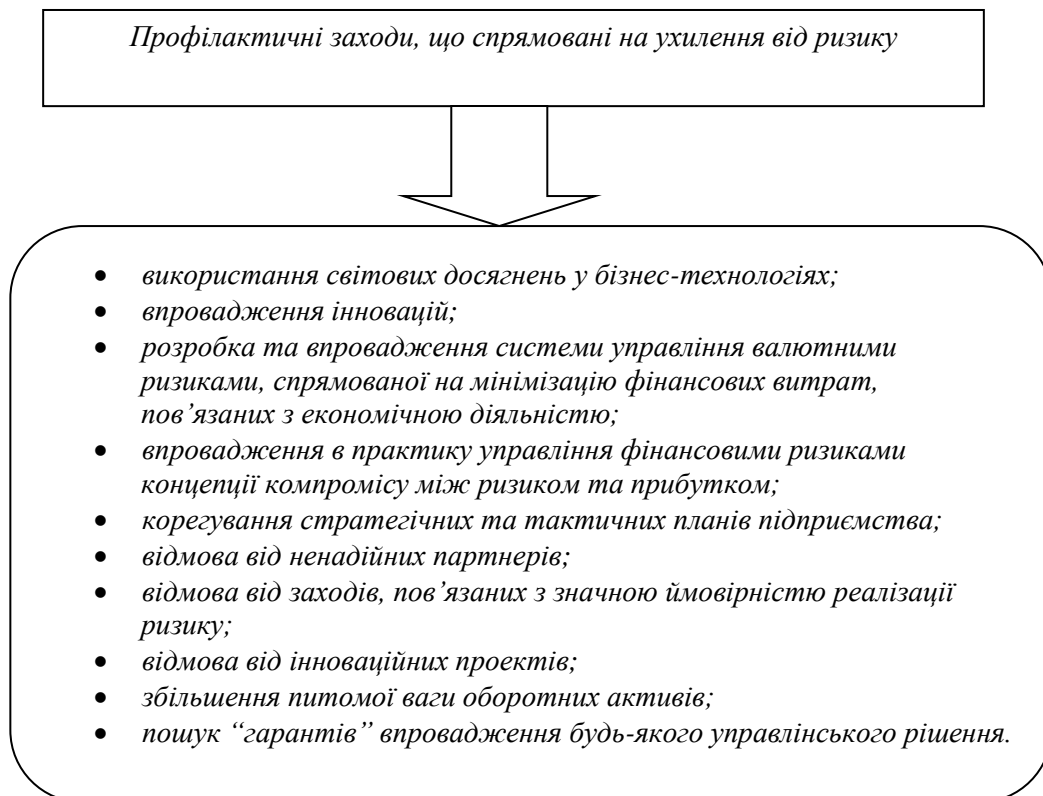 Профілактичні заходи, що спрямовані на ухилення від ризику
• використання світових досягнень у бізнес-технологіях;
• впровадження інновацій;
• розробка та впровадження системи управління валютними
ризиками, спрямованої на мінімізацію фінансових витрат,
пов’язаних з економічною діяльністю;
• впровадження в практику управління фінансовими ризиками
концепції компромісу між ризиком та прибутком;
• корегування стратегічних та тактичних планів підприємства;
• відмова від ненадійних партнерів;
• відмова від заходів, пов’язаних з значною ймовірністю реалізації
ризику;
• відмова від інноваційних проектів;
• збільшення питомої ваги оборотних активів;
• пошук “гарантів” впровадження будь-якого управлінського рішення.